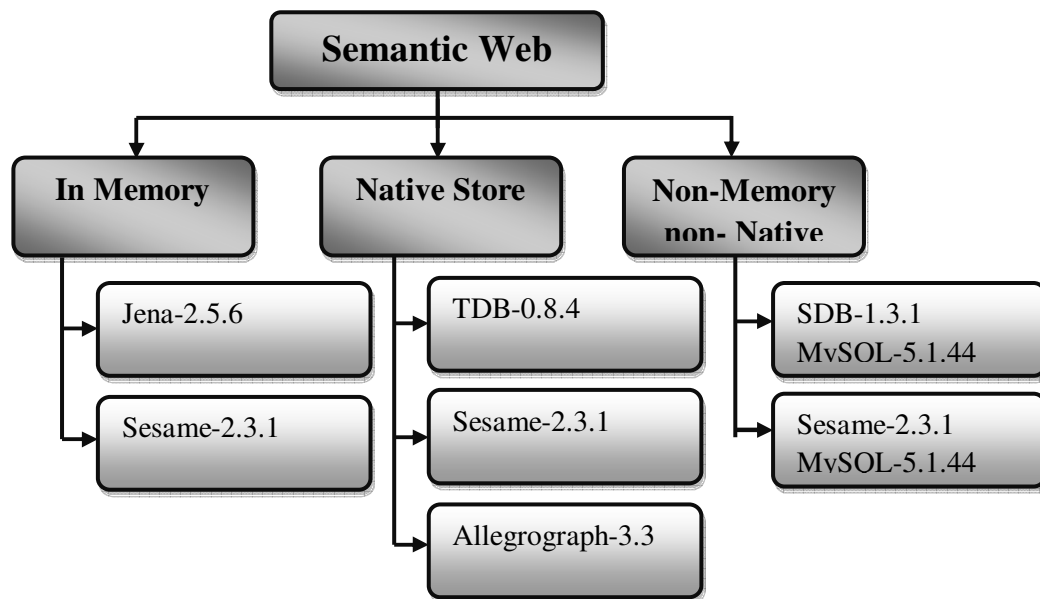 Semantic Web
In Memory
Native Store
Non-Memory
non- Native
Jena-2.5.6
Sesame-2.3.1
TDB-0.8.4
Sesame-2.3.1
Allegrograph-3.3
SDB-1.3.1
MySQL-5.1.44
Sesame-2.3.1
MySQL-5.1.44